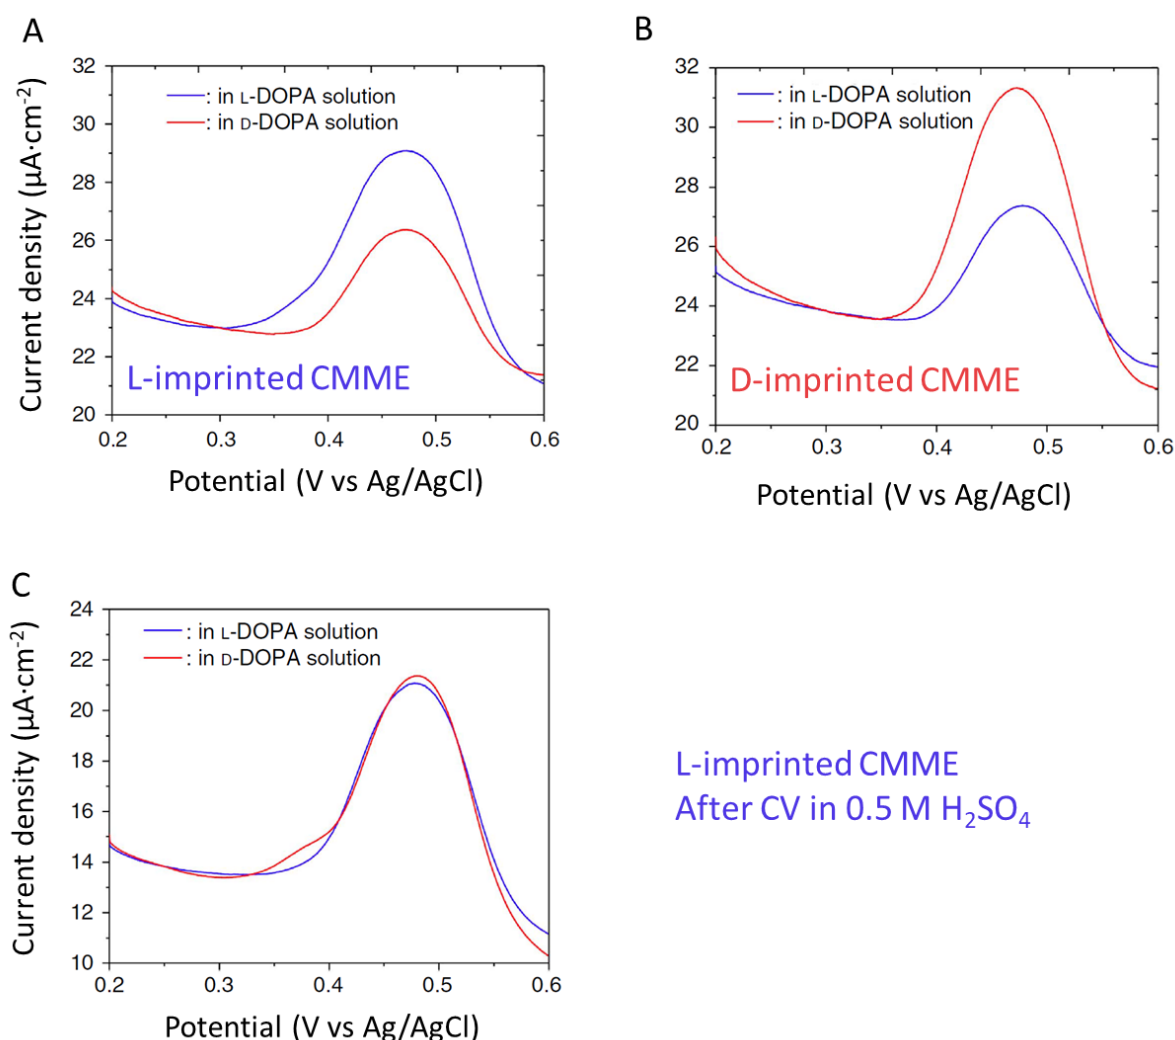 A
Current density (µA·cm⁻²)
32
30
28
26
24
22
20
: in L-DOPA solution
: in D-DOPA solution
L-imprinted CMME
0.2 0.3 0.4 0.5 0.6
Potential (V vs Ag/AgCl)
B
32
30
28
26
24
22
20
: in L-DOPA solution
: in D-DOPA solution
D-imprinted CMME
0.2 0.3 0.4 0.5 0.6
Potential (V vs Ag/AgCl)
C
Current density (µA·cm⁻²)
24
22
20
18
16
14
12
10
: in L-DOPA solution
: in D-DOPA solution
0.2 0.3 0.4 0.5 0.6
Potential (V vs Ag/AgCl)
L-imprinted CMME
After CV in 0.5 M H₂SO₄